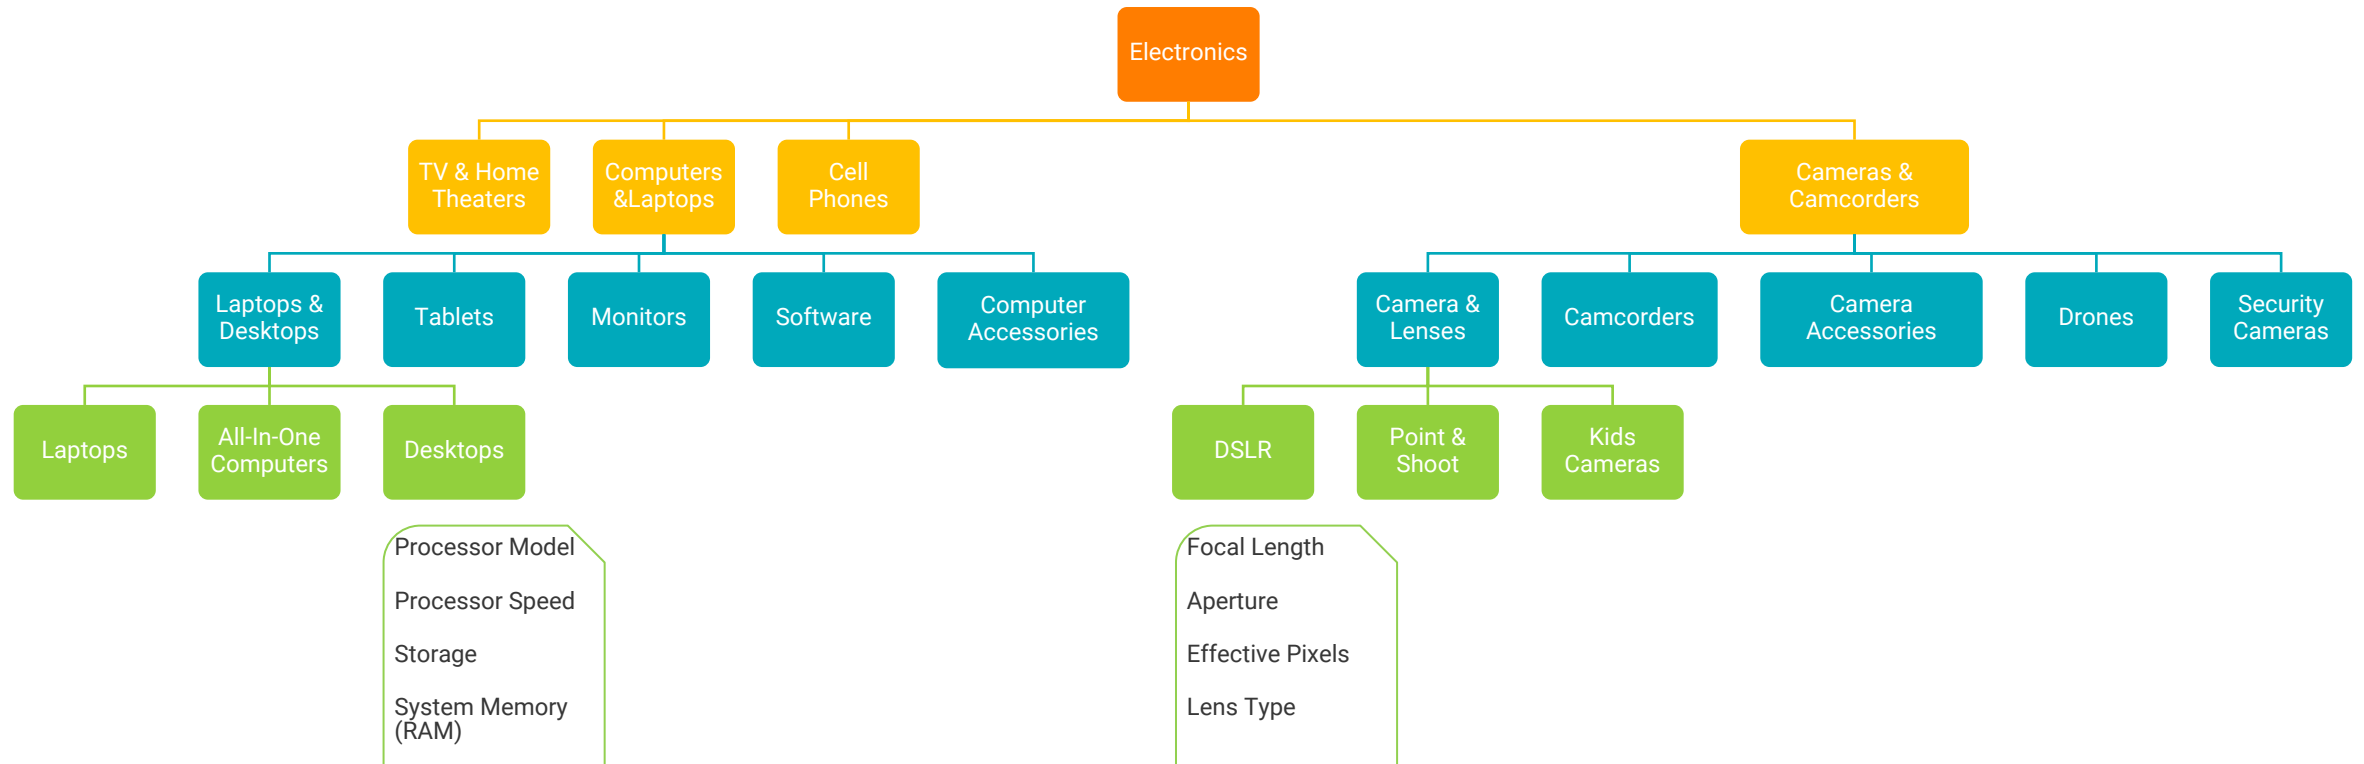 Electronics
TV & Home
Theaters
Computers
&Laptops
Cell
Phones
Cameras &
Camcorders
Laptops &
Desktops
Tablets
Monitors
Software
Computer
Accessories
Camera &
Lenses
Camcorders
Camera
Accessories
Drones
Security
Cameras
Laptops
All-In-One
Computers
Desktops
DSLR
Point &
Shoot
Kids
Cameras
Processor Model
Processor Speed
Storage
System Memory
(RAM)
Focal Length
Aperture
Effective Pixels
Lens Type